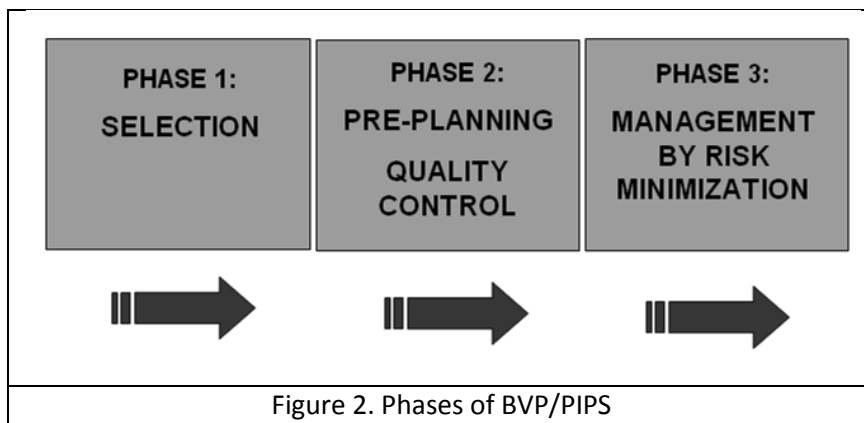 PHASE 1:
SELECTION
PHASE 2:
PRE-PLANNING
QUALITY
CONTROL
PHASE 3:
MANAGEMENT
BY RISK
MINIMIZATION
Figure 2. Phases of BVP/PIPS